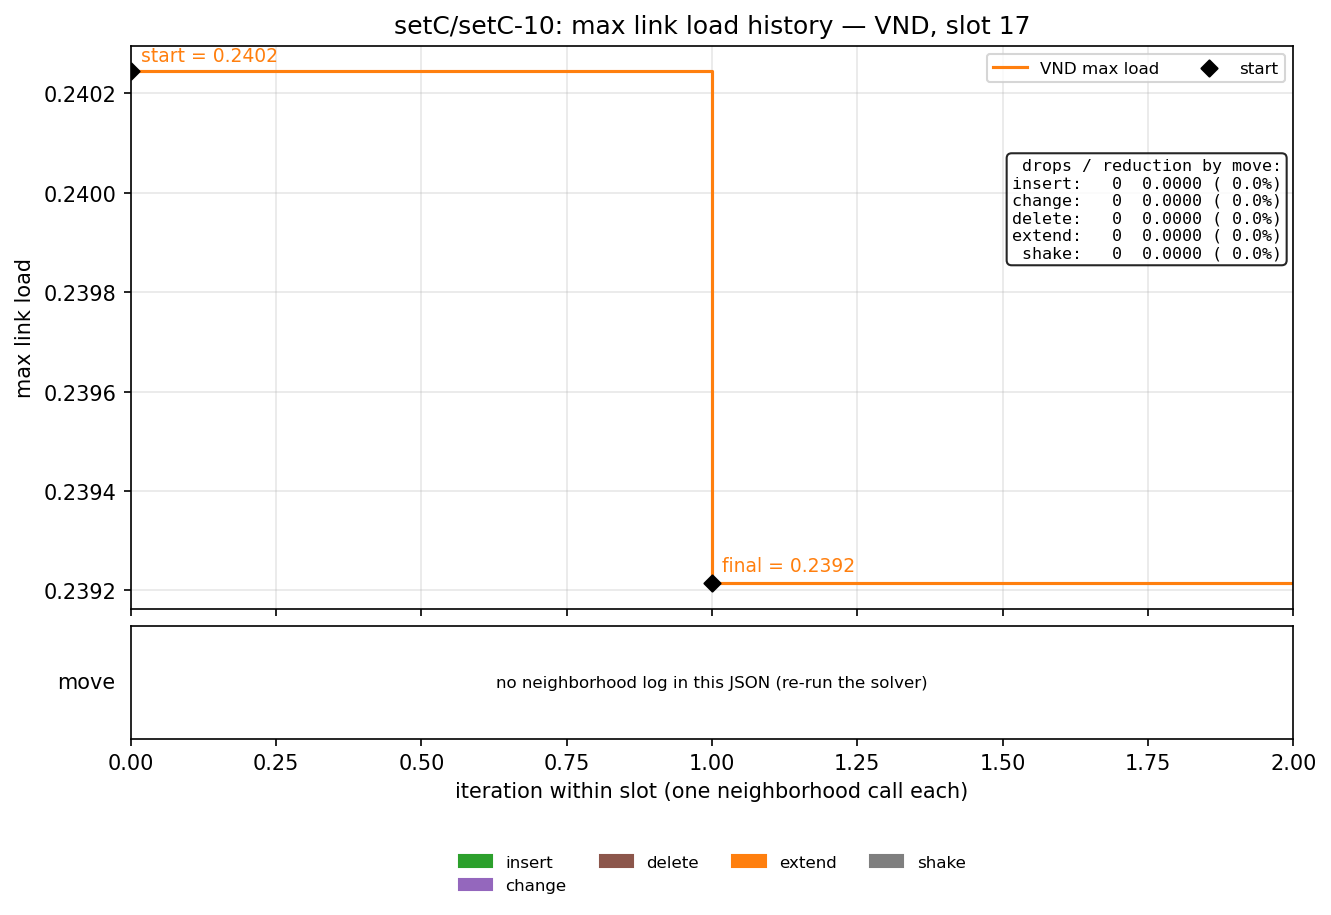 setC/setC-10: max link load history — VND, slot 17
start = 0.2402
VND max load
start
0.2402
0.2400
0.2398
0.2396
0.2394
0.2392
max link load
drops / reduction by move:
insert:   0  0.0000 ( 0.0%)
change:   0  0.0000 ( 0.0%)
delete:   0  0.0000 ( 0.0%)
extend:   0  0.0000 ( 0.0%)
shake:   0  0.0000 ( 0.0%)
final = 0.2392
move
no neighborhood log in this JSON (re-run the solver)
0.00 0.25 0.50 0.75 1.00 1.25 1.50 1.75 2.00
iteration within slot (one neighborhood call each)
insert delete extend shake
change